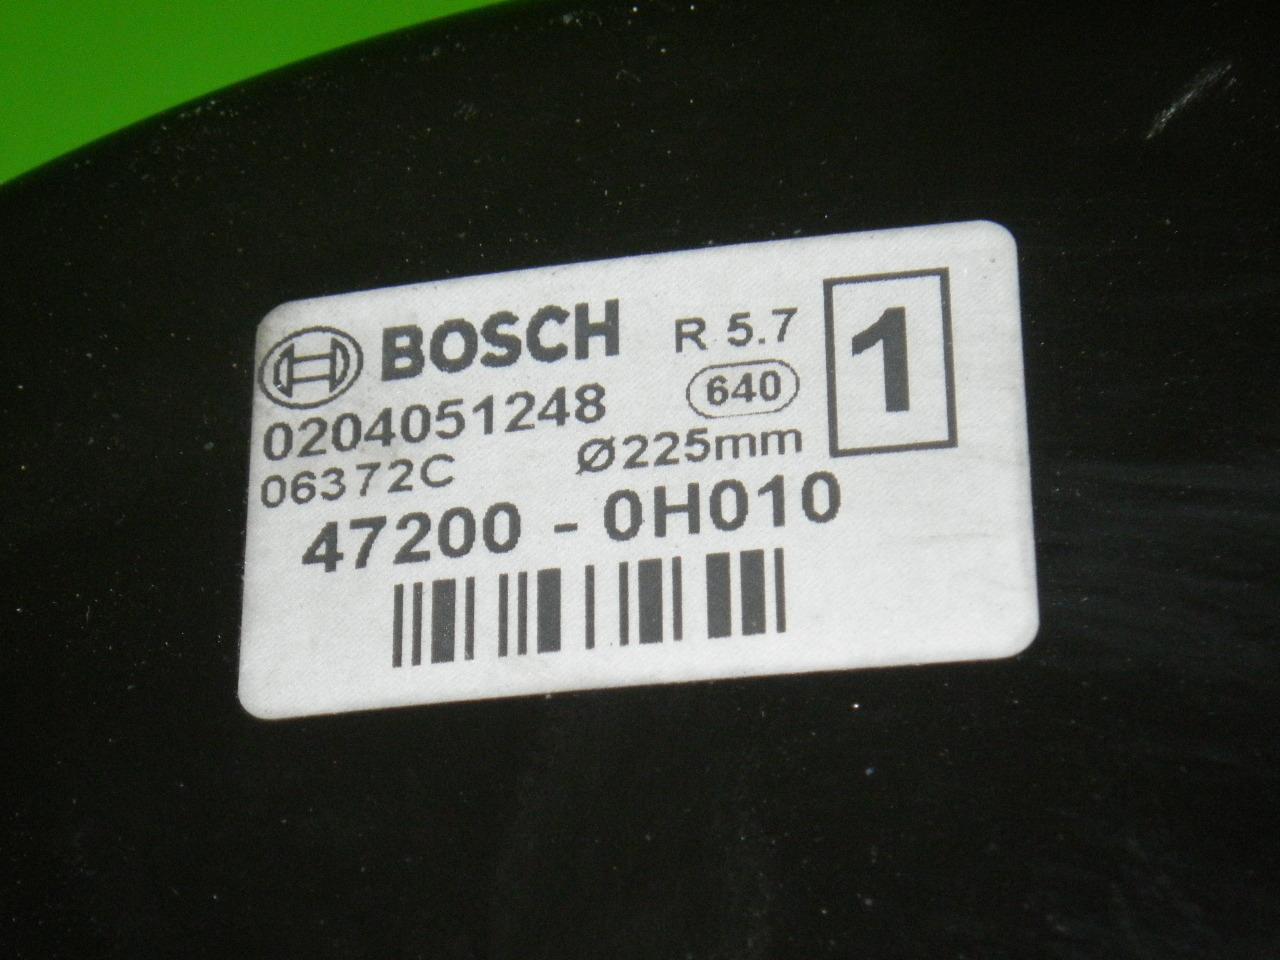 BOSCH R 5.7 1
0204051248 640
06372C Ø225mm
47200 - 0H010